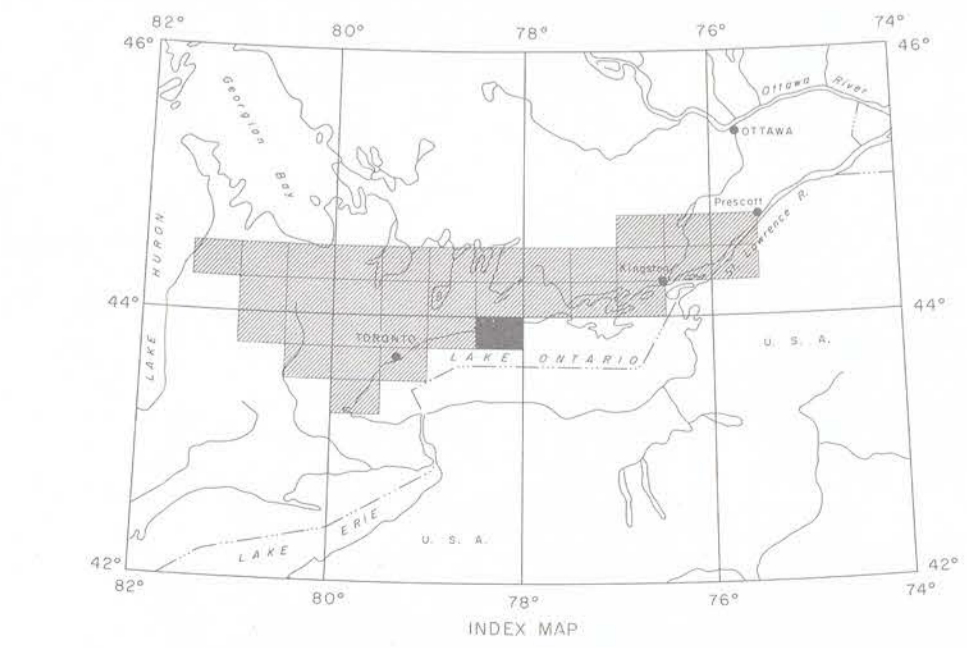 82° 80° 78° 76° 74°
46° 46°
Georgian Bay
Ottawa River
OTTAWA
Prescott
St. Lawrence R.
LAKE HURON
Kingston
44° 44°
TORONTO
LAKE ONTARIO
U. S. A.
LAKE ERIE
U. S. A.
42° 42°
82° 80° 78° 76° 74°
INDEX MAP